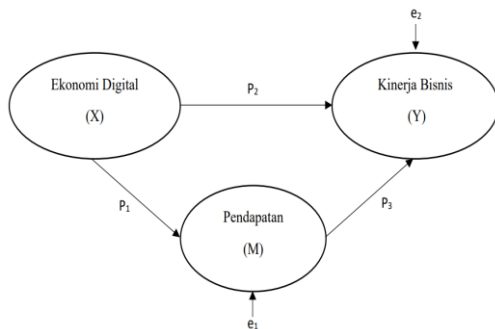 e₂
Ekonomi Digital
(X)
P₂
Kinerja Bisnis
(Y)
P₁
Pendapatan
(M)
P₃
e₁